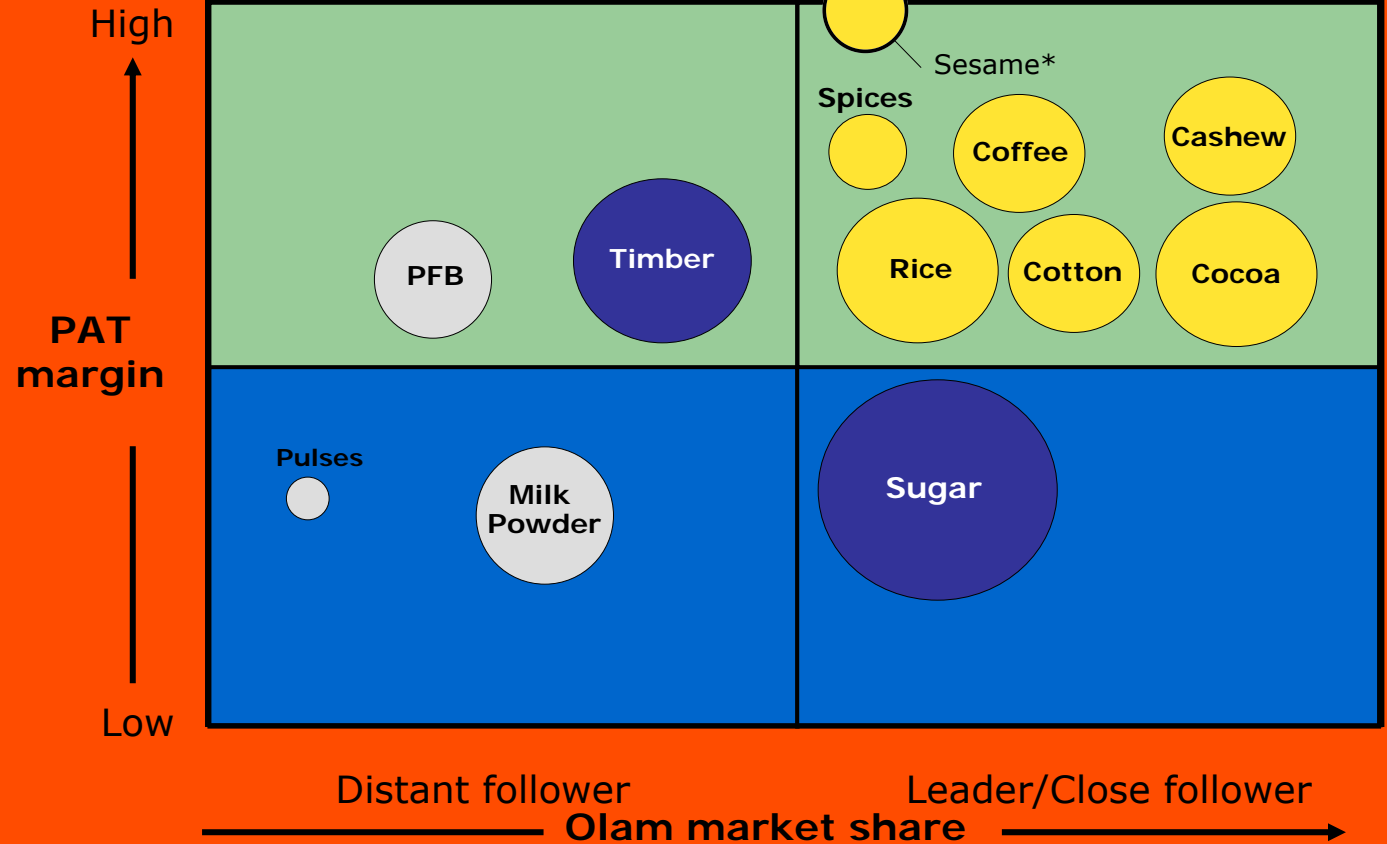 High
Sesame*
Spices
Coffee
Cashew
PFB
Timber
Rice
Cotton
Cocoa
PAT
margin
Pulses
Milk
Powder
Sugar
Low
Distant follower
Leader/Close follower
Olam market share